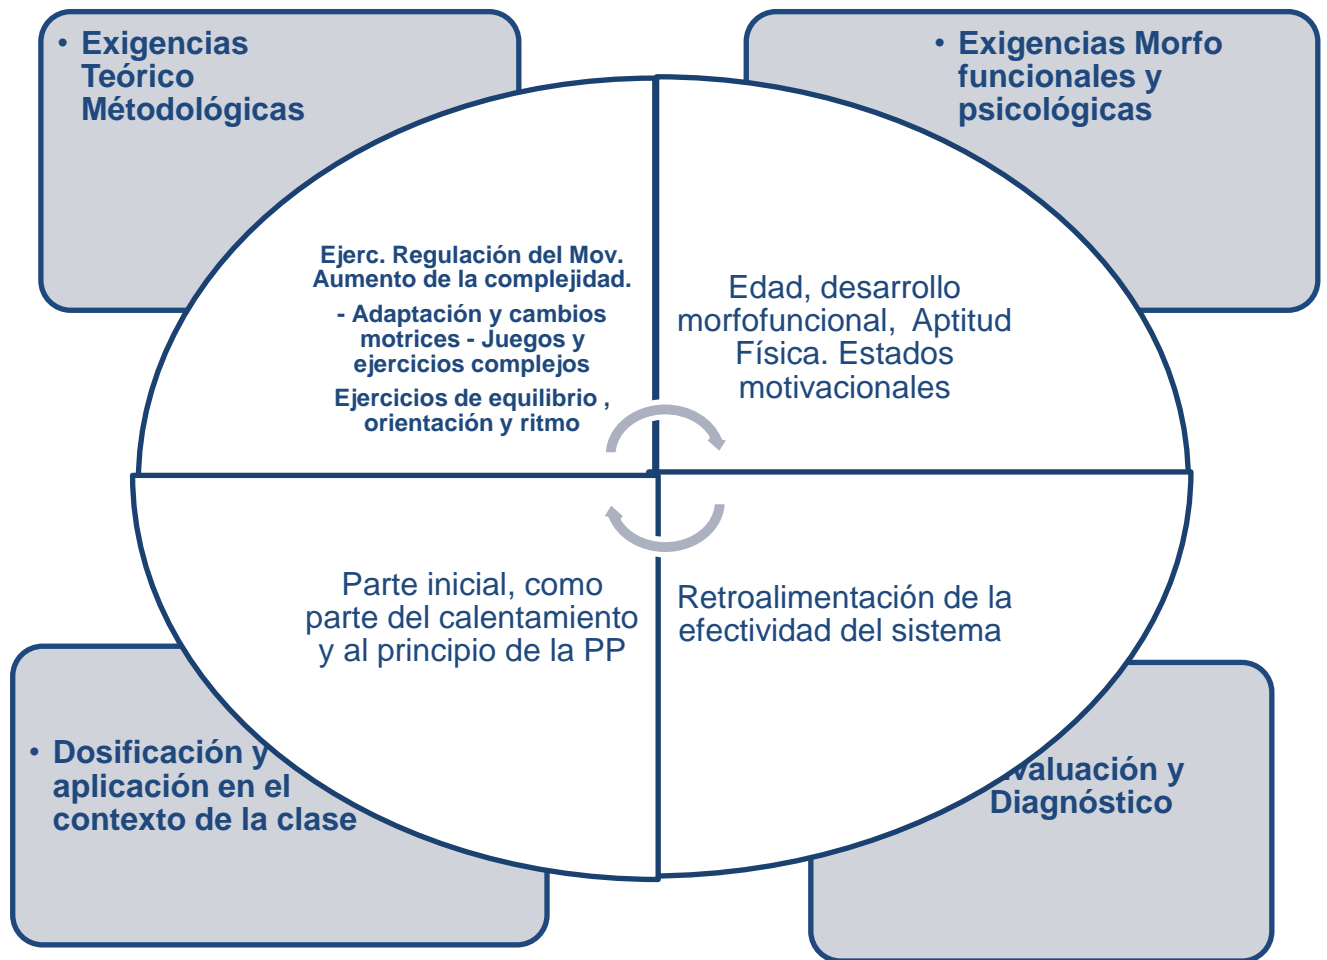 • Exigencias
Teórico
Métodológicas
• Exigencias Morfo
funcionales y
psicológicas
Ejerc. Regulación del Mov.
Aumento de la complejidad.
- Adaptación y cambios
motrices - Juegos y
ejercicios complejos
Ejercicios de equilibrio ,
orientación y ritmo
Edad, desarrollo
morfofuncional, Aptitud
Física. Estados
motivacionales
Parte inicial, como
parte del calentamiento
y al principio de la PP
Retroalimentación de la
efectividad del sistema
• Dosificación y
aplicación en el
contexto de la clase
valuación y
Diagnóstico